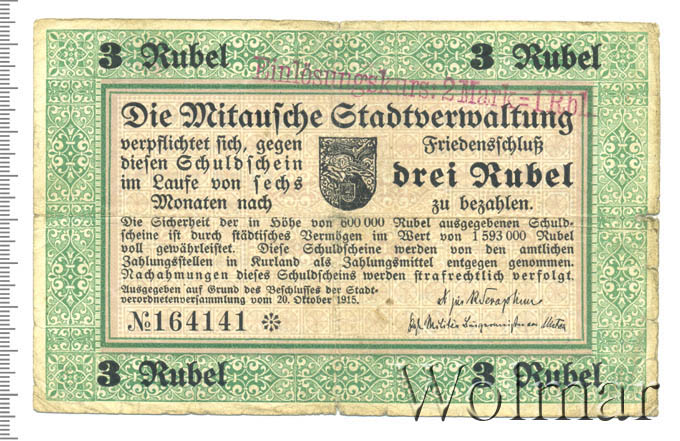 3 Rubel 3 Rubel
Einlösungskurs: 2 Mark = 1 Rbl
Die Mitausche Stadtverwaltung
verpflichtet sich, gegen
diesen Schuldschein
im Laufe von sechs
Monaten nach
Friedensschluß
drei Rubel
zu bezahlen.
Die Sicherheit der in Höhe von 600 000 Rubel ausgegebenen Schuld-
scheine ist durch städtisches Vermögen im Wert von 1 593 000 Rubel
voll gewährleistet. Diese Schuldscheine werden von den amtlichen
Zahlungsstellen in Kurland als Zahlungsmittel entgegen genommen.
Nachahmungen dieses Schuldscheins werden strafrechtlich verfolgt.
Ausgegeben auf Grund des Beschlusses der Stadt-
verordnetenversammlung vom 20. Oktober 1915.
№164141 ❊
3 Rubel 3 Rubel
Wolmar